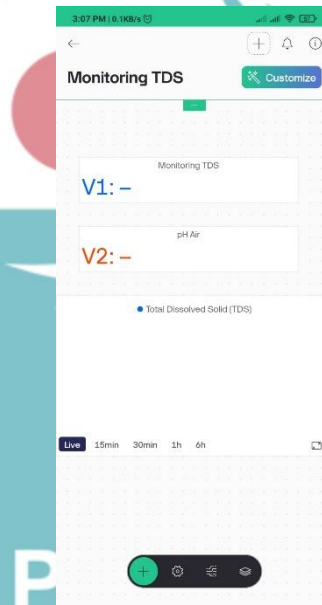 3:07 PM | 0.1KB/s
Monitoring TDS
Customize
Monitoring TDS
V1: –
pH Air
V2: –
Total Dissolved Solid (TDS)
Live 15min 30min 1h 6h
P